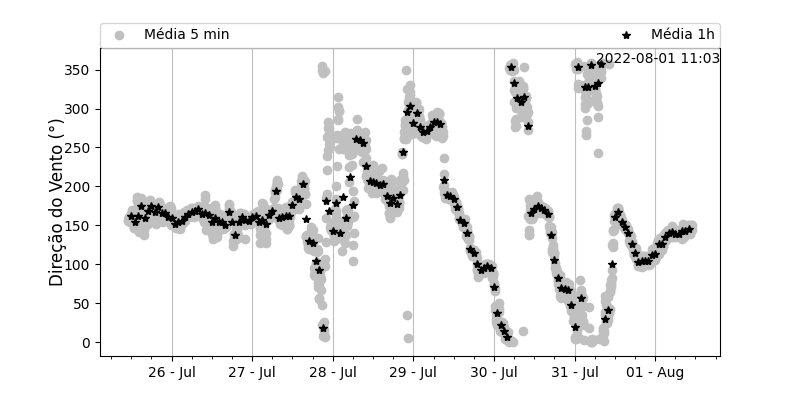 Média 5 min
Média 1h
2022-08-01 11:03
Direção do Vento (°)
350
300
250
200
150
100
50
0
26 - Jul
27 - Jul
28 - Jul
29 - Jul
30 - Jul
31 - Jul
01 - Aug